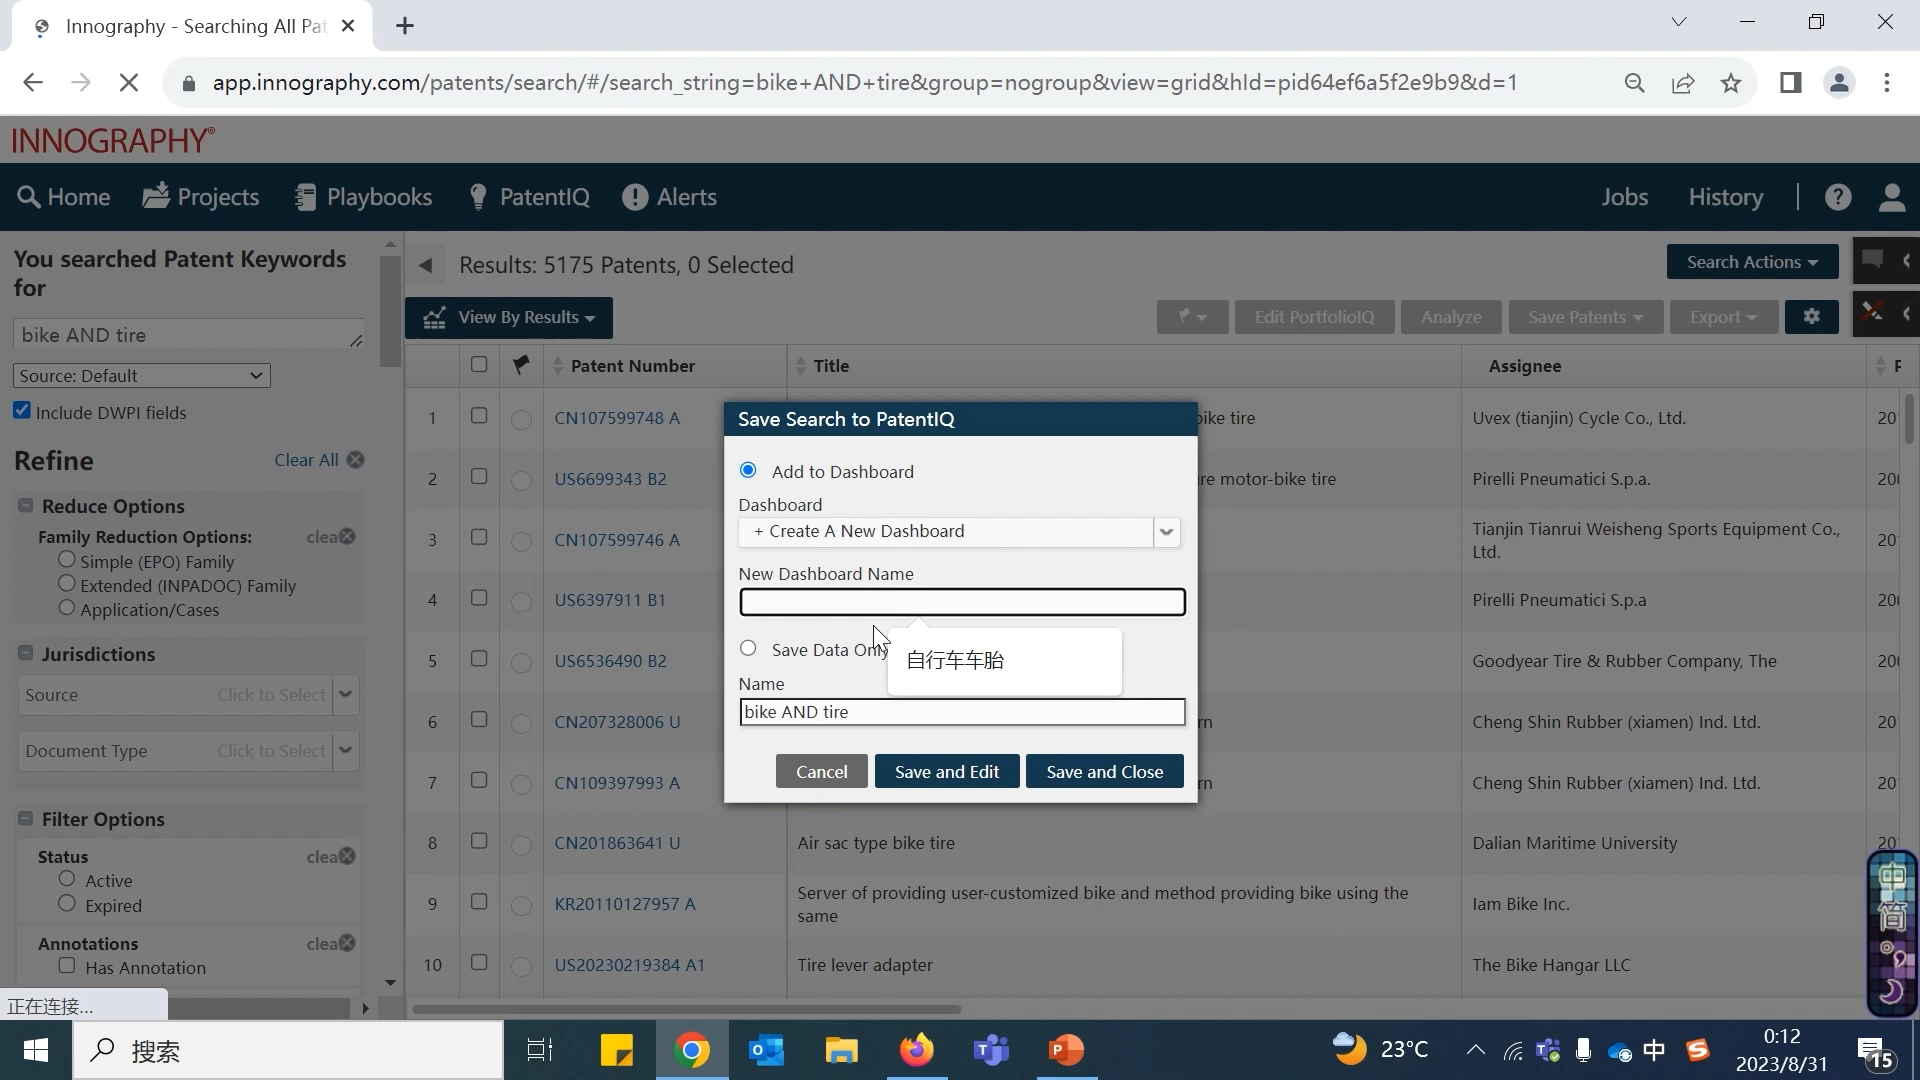 Innography - Searching All Pat
app.innography.com/patents/search/#/search_string=bike+AND+tire&group=nogroup&view=grid&hId=pid64ef6a5f2e9b9&d=1
INNOGRAPHY®
Home
Projects
Playbooks
PatentIQ
Alerts
Jobs
History
You searched Patent Keywords
for
bike AND tire
Source: Default
Include DWPI fields
Refine
Clear All
Reduce Options
Family Reduction Options:
clea
Simple (EPO) Family
Extended (INPADOC) Family
Application/Cases
Jurisdictions
Source
Click to Select
Document Type
Click to Select
Filter Options
Status
clea
Active
Expired
Annotations
clea
Has Annotation
正在连接...
Results: 5175 Patents, 0 Selected
Search Actions
View By Results
Edit PortfolioIQ
Analyze
Save Patents
Export
Patent Number
Title
Assignee
1
CN107599748 A
bike tire
Uvex (tianjin) Cycle Co., Ltd.
20
2
US6699343 B2
re motor-bike tire
Pirelli Pneumatici S.p.a.
200
3
CN107599746 A
Tianjin Tianrui Weisheng Sports Equipment Co.,
Ltd.
20
4
US6397911 B1
Pirelli Pneumatici S.p.a
200
5
US6536490 B2
Goodyear Tire & Rubber Company, The
200
6
CN207328006 U
rn
Cheng Shin Rubber (xiamen) Ind. Ltd.
20
7
CN109397993 A
rn
Cheng Shin Rubber (xiamen) Ind. Ltd.
20
8
CN201863641 U
Air sac type bike tire
Dalian Maritime University
20
9
KR20110127957 A
Server of providing user-customized bike and method providing bike using the
same
Iam Bike Inc.
10
US20230219384 A1
Tire lever adapter
The Bike Hangar LLC
Save Search to PatentIQ
Add to Dashboard
Dashboard
+ Create A New Dashboard
New Dashboard Name
Save Data Only
自行车车胎
Name
bike AND tire
Cancel
Save and Edit
Save and Close
中
简
搜索
23°C
中
0:12
2023/8/31
15